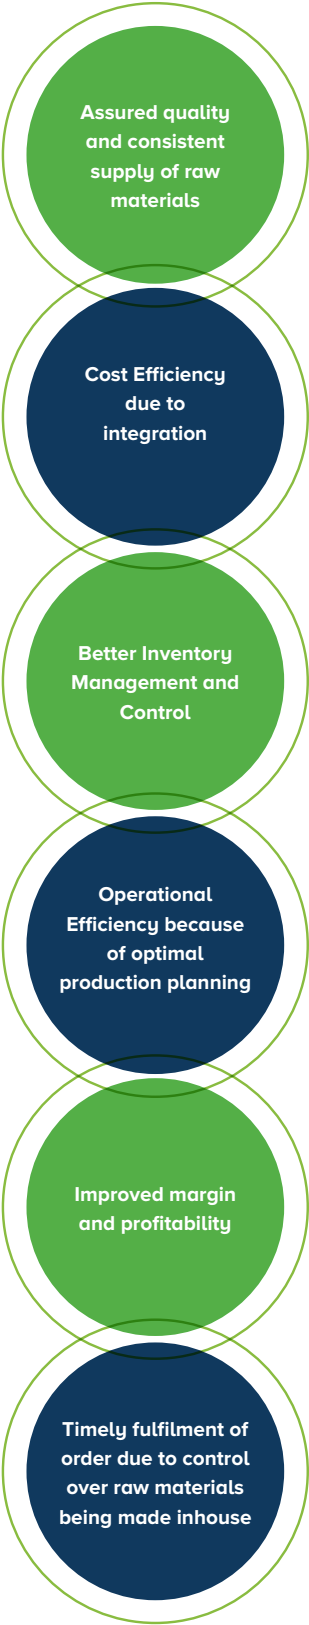 Assured quality
and consistent
supply of raw
materials
Cost Efficiency
due to
integration
Better Inventory
Management and
Control
Operational
Efficiency because
of optimal
production planning
Improved margin
and profitability
Timely fulfilment of
order due to control
over raw materials
being made inhouse